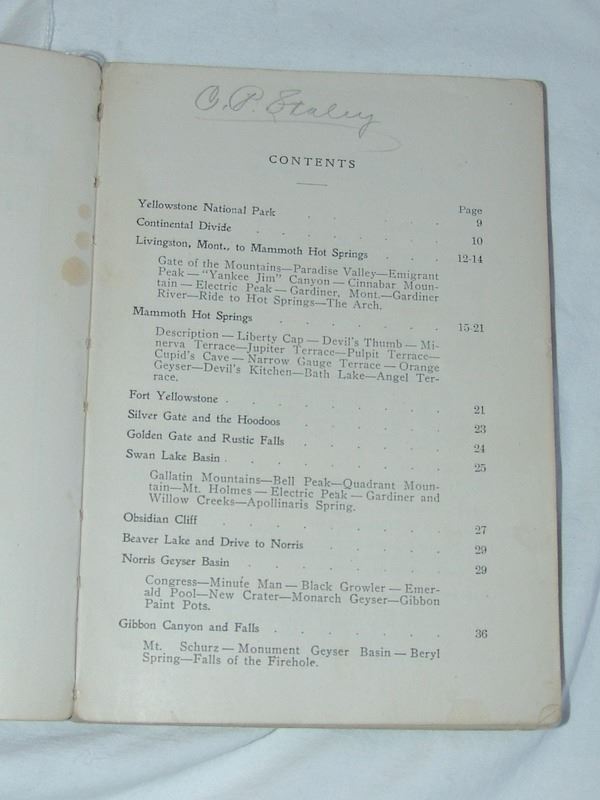 C. P. Staley
CONTENTS
Page
Yellowstone National Park . . . . 9
Continental Divide . . . . . . . 10
Livingston, Mont., to Mammoth Hot Springs . . . 12-14
Gate of the Mountains—Paradise Valley—Emigrant
Peak — "Yankee Jim" Canyon — Cinnabar Moun-
tain — Electric Peak — Gardiner, Mont.—Gardiner
River—Ride to Hot Springs—The Arch.
Mammoth Hot Springs . . . . . . 15-21
Description — Liberty Cap — Devil's Thumb — Mi-
nerva Terrace—Jupiter Terrace—Pulpit Terrace—
Cupid's Cave — Narrow Gauge Terrace — Orange
Geyser—Devil's Kitchen—Bath Lake—Angel Ter-
race.
Fort Yellowstone . . . . . . . . 21
Silver Gate and the Hoodoos . . . . . 23
Golden Gate and Rustic Falls . . . . . 24
Swan Lake Basin . . . . . . . . 25
Gallatin Mountains—Bell Peak—Quadrant Moun-
tain—Mt. Holmes — Electric Peak — Gardiner and
Willow Creeks—Apollinaris Spring.
Obsidian Cliff . . . . . . . . 27
Beaver Lake and Drive to Norris . . . . 29
Norris Geyser Basin . . . . . . . 29
Congress—Minute Man — Black Growler — Emer-
ald Pool—New Crater—Monarch Geyser—Gibbon
Paint Pots.
Gibbon Canyon and Falls . . . . . . 36
Mt. Schurz — Monument Geyser Basin — Beryl
Spring—Falls of the Firehole.